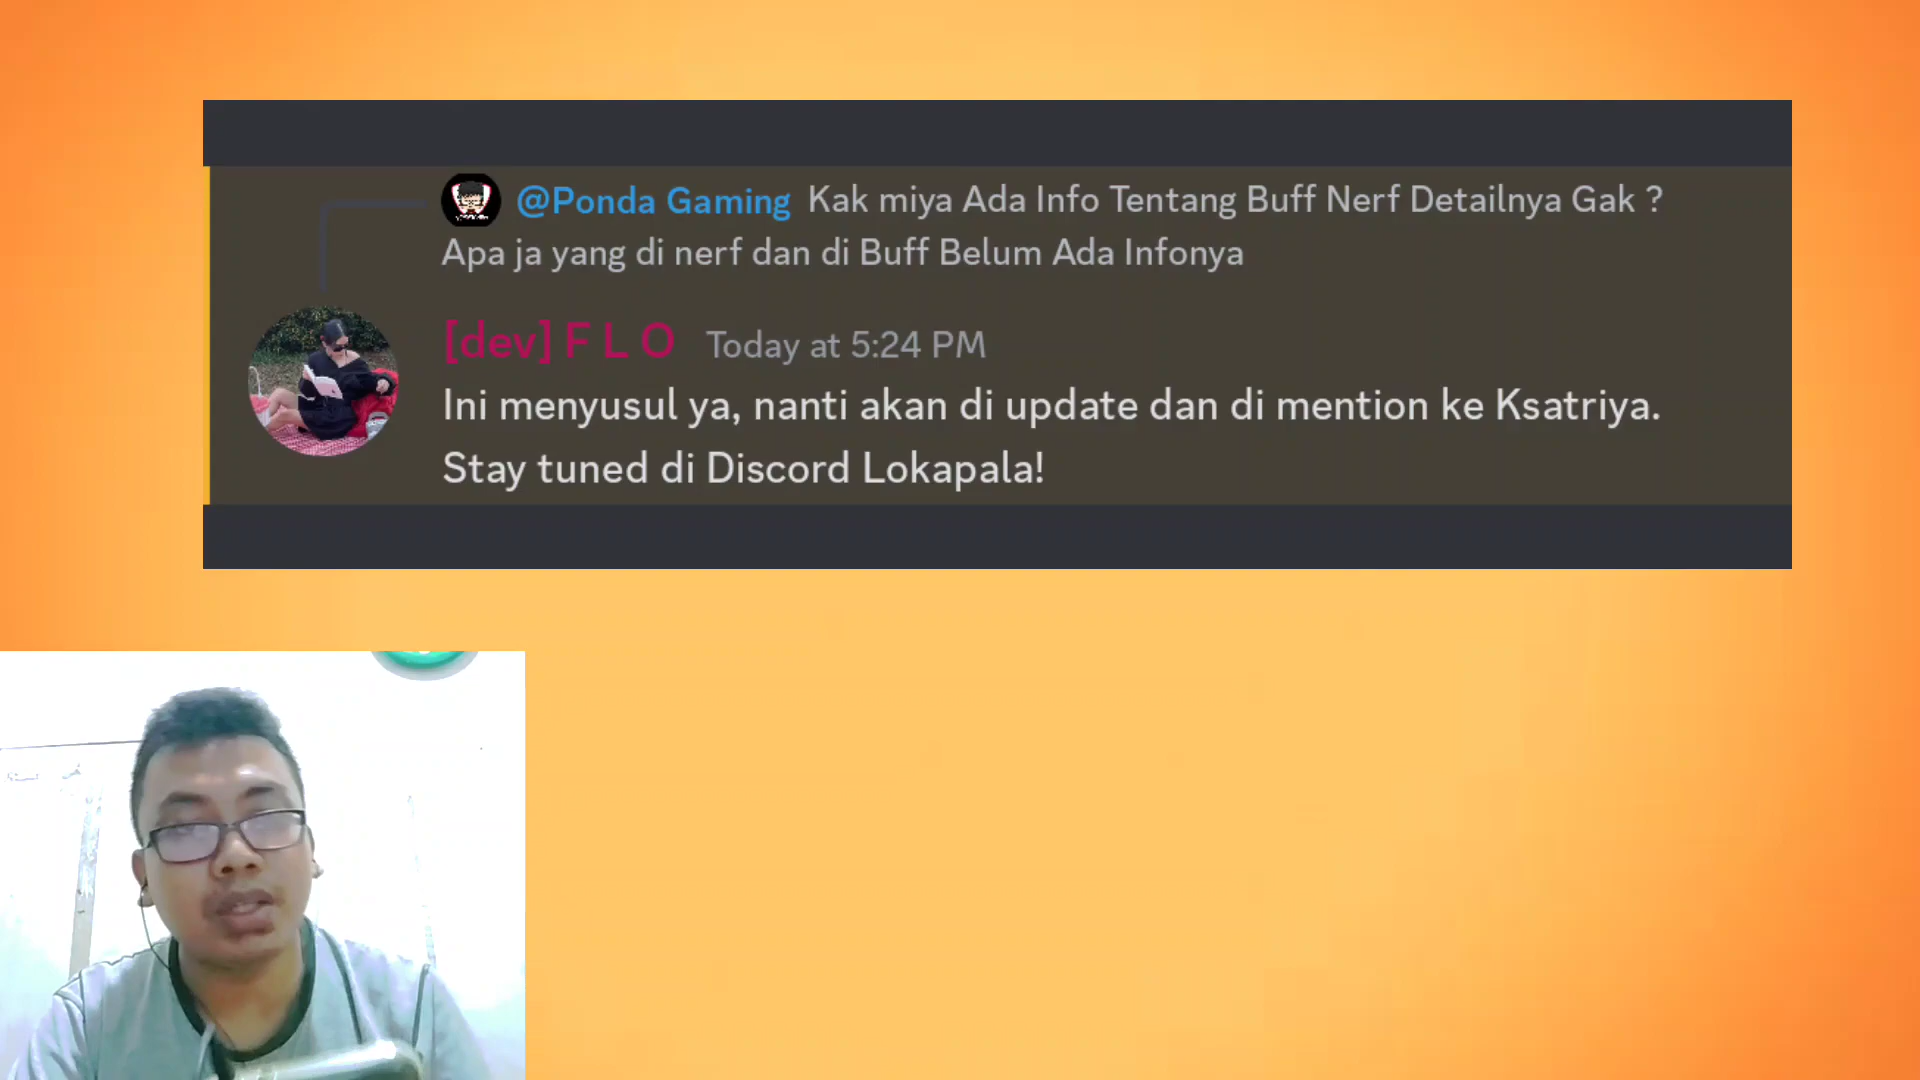 @Ponda Gaming Kak miya Ada Info Tentang Buff Nerf Detailnya Gak ?
Apa ja yang di nerf dan di Buff Belum Ada Infonya
[dev] F L O Today at 5:24 PM
Ini menyusul ya, nanti akan di update dan di mention ke Ksatriya.
Stay tuned di Discord Lokapala!